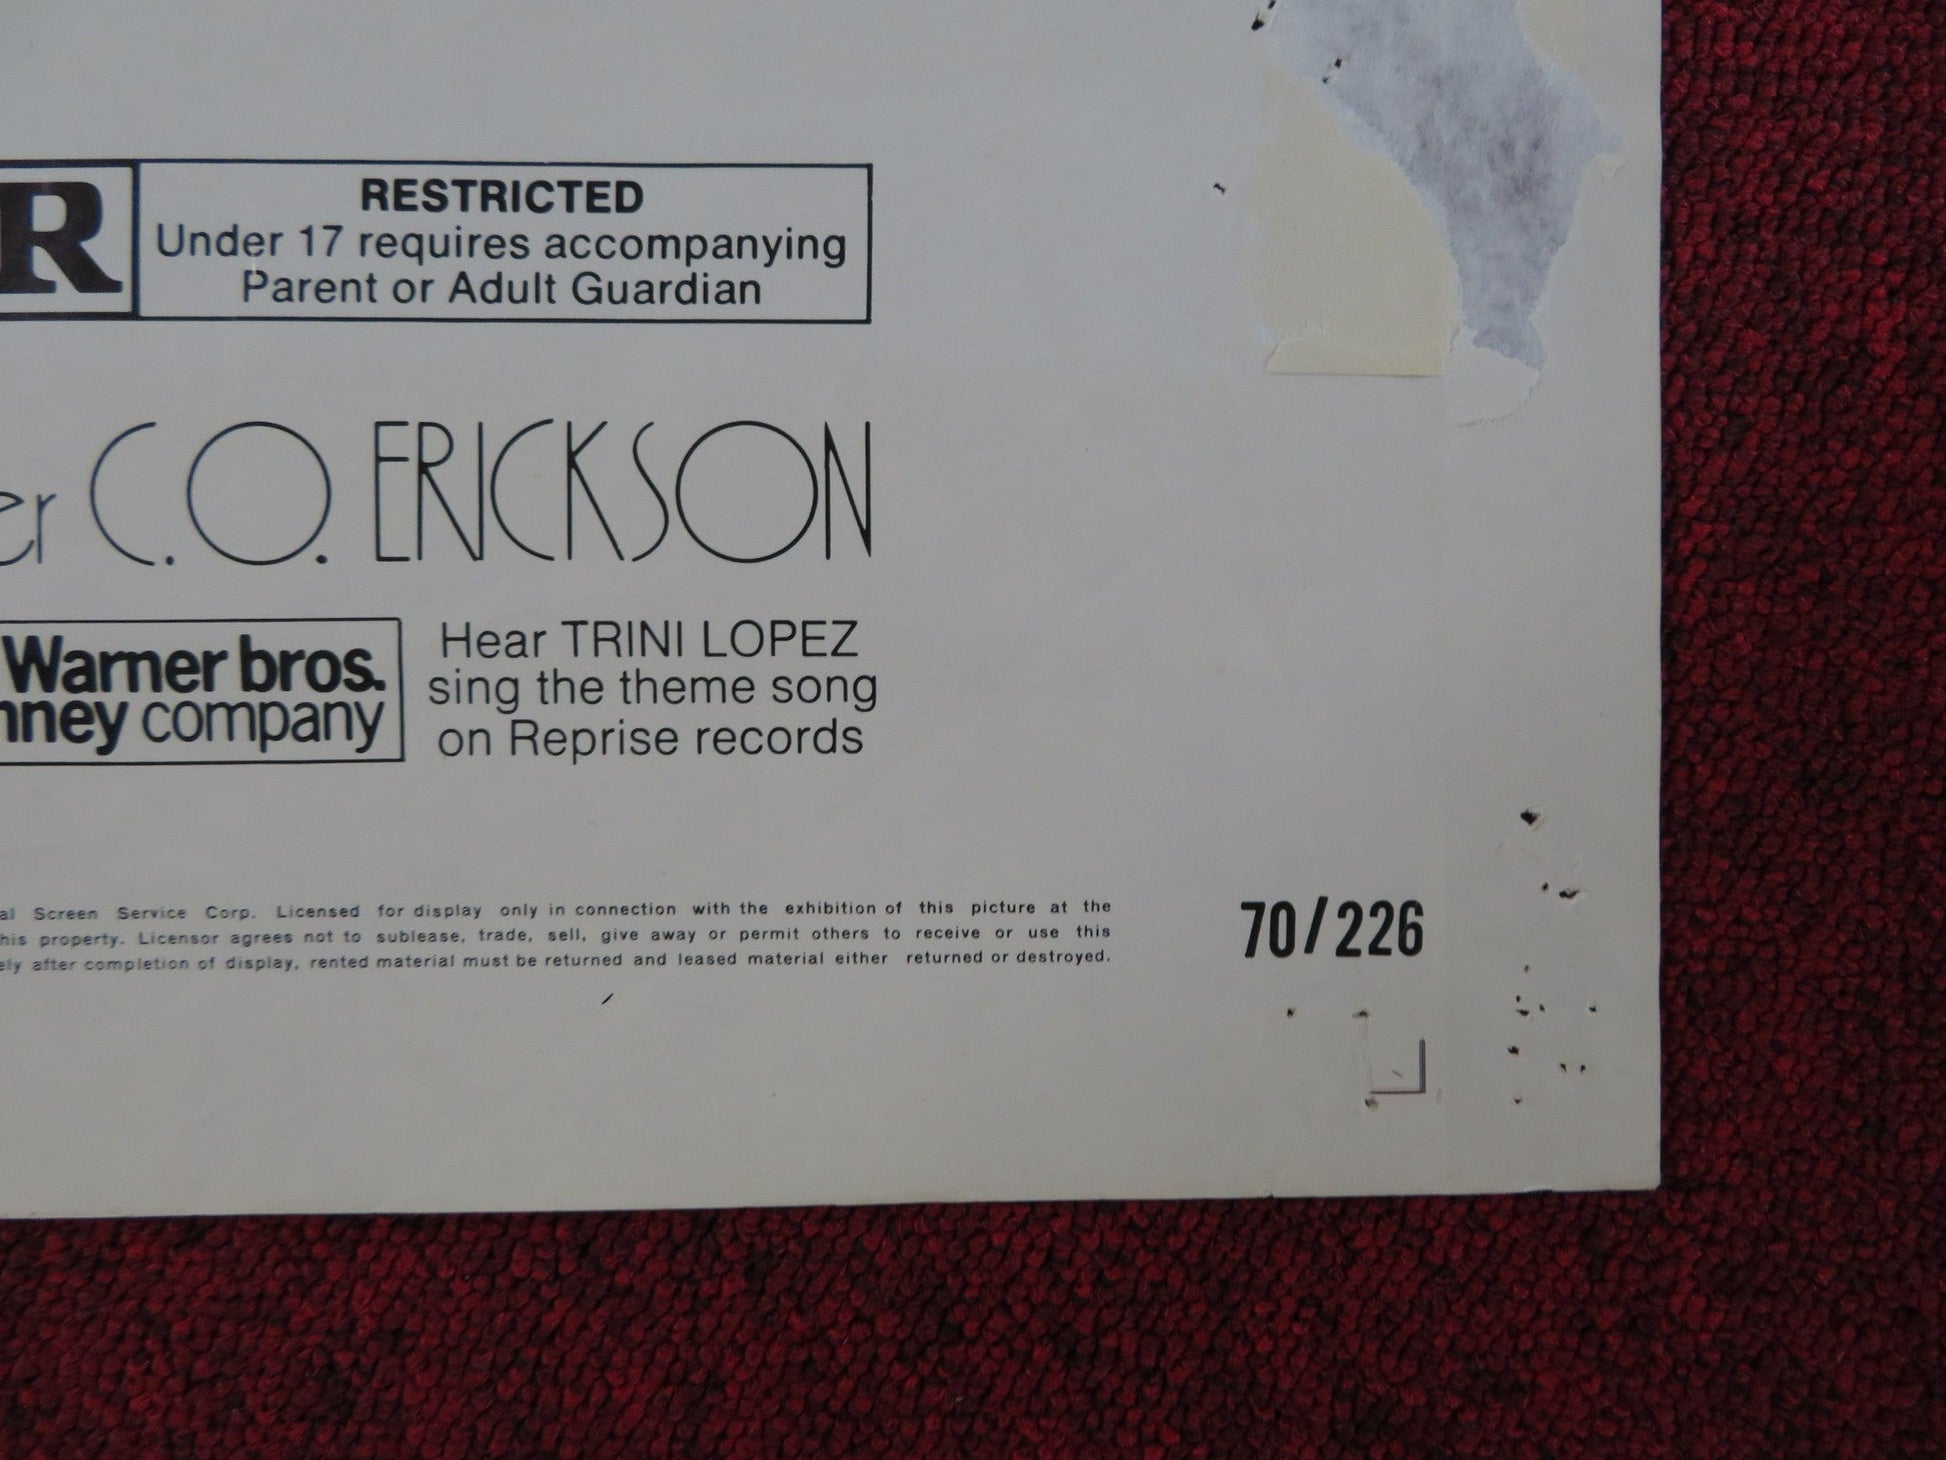 R
RESTRICTED
Under 17 requires accompanying
Parent or Adult Guardian
er C.O. ERICKSON
Warner bros.
nney company
Hear TRINI LOPEZ
sing the theme song
on Reprise records
al Screen Service Corp. Licensed for display only in connection with the exhibition of this picture at the
his property. Licensor agrees not to sublease, trade, sell, give away or permit others to receive or use this
ely after completion of display, rented material must be returned and leased material either returned or destroyed.
70/226